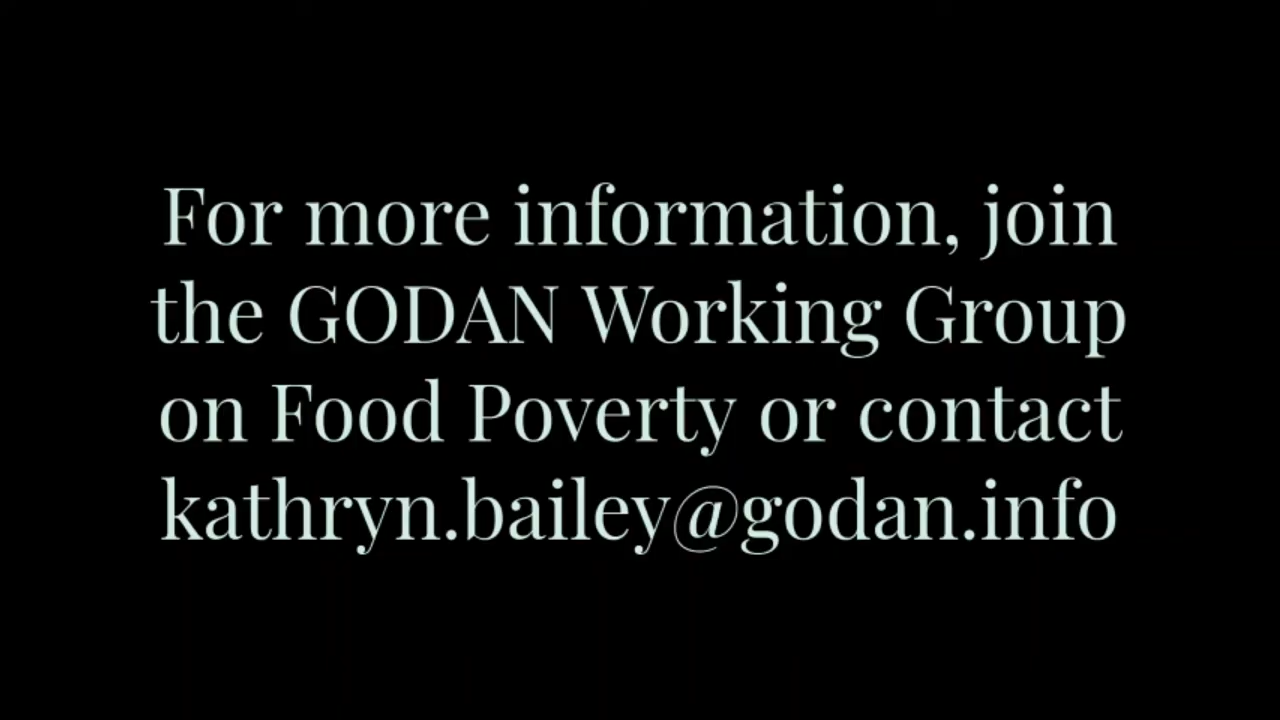 For more information, join
the GODAN Working Group
on Food Poverty or contact
kathryn.bailey@godan.info